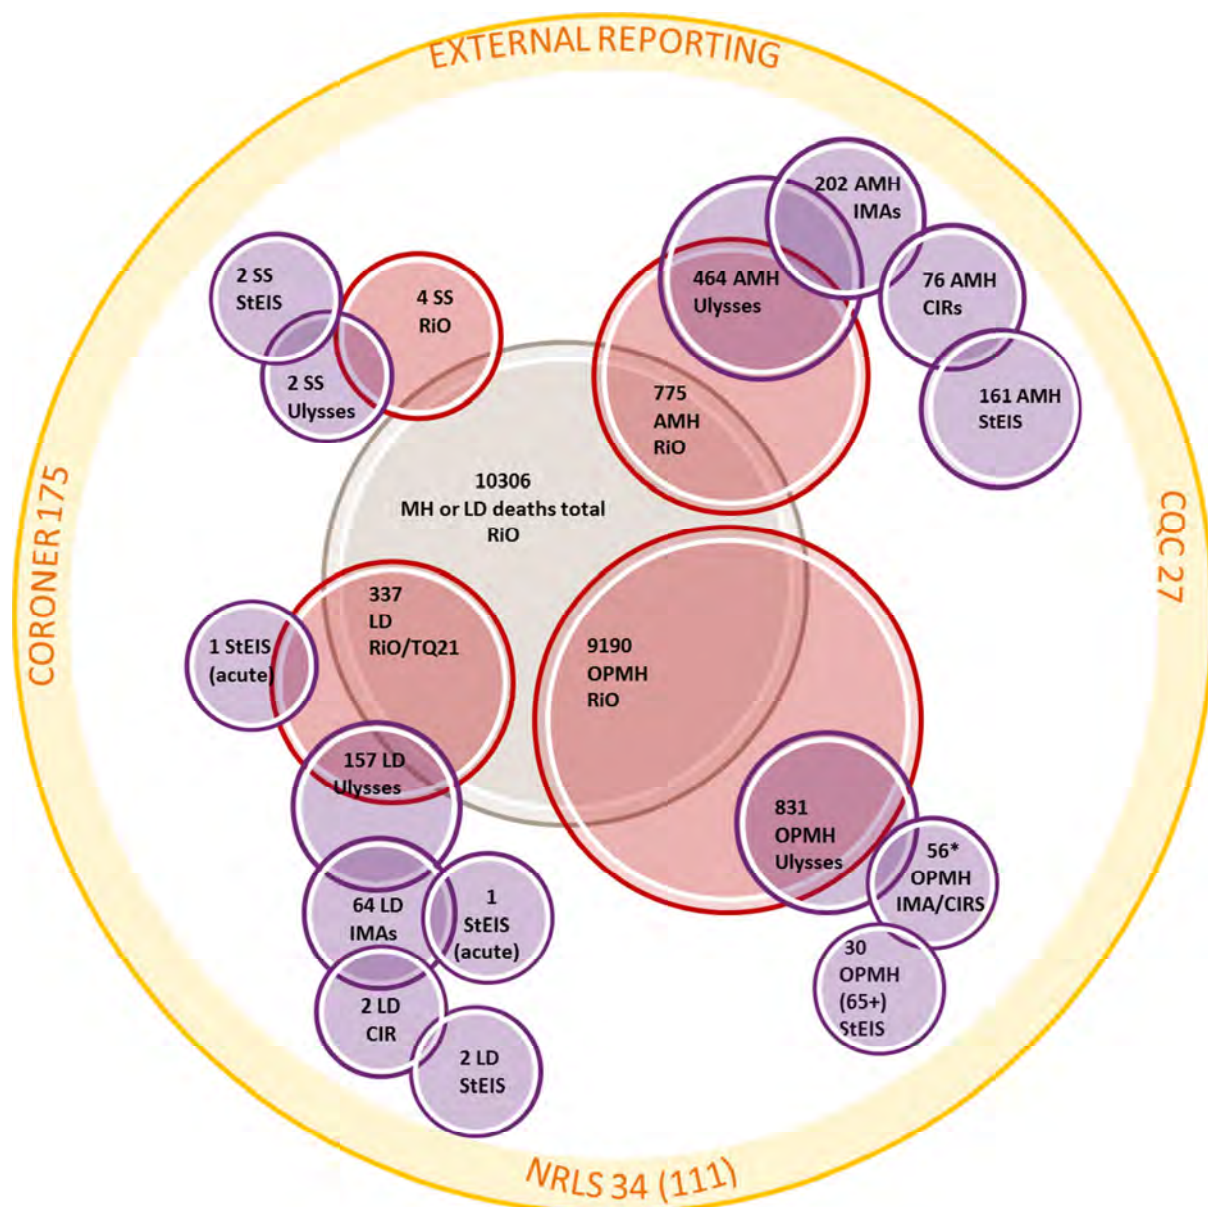 EXTERNAL REPORTING
202 AMH
IMAs
464 AMH
Ulysses
76 AMH
CIRs
161 AMH
StEIS
2 SS
StEIS
4 SS
RiO
2 SS
Ulysses
775
AMH
RiO
10306
MH or LD deaths total
RiO
CORONER 175
CQC 27
337
LD
RiO/TQ21
1 StEIS
(acute)
9190
OPMH
RiO
157 LD
Ulysses
831
OPMH
Ulysses
56*
OPMH
IMA/CIRS
64 LD
IMAs
1
StEIS
(acute)
30
OPMH
(65+)
StEIS
2 LD
CIR
2 LD
StEIS
NRLS 34 (111)